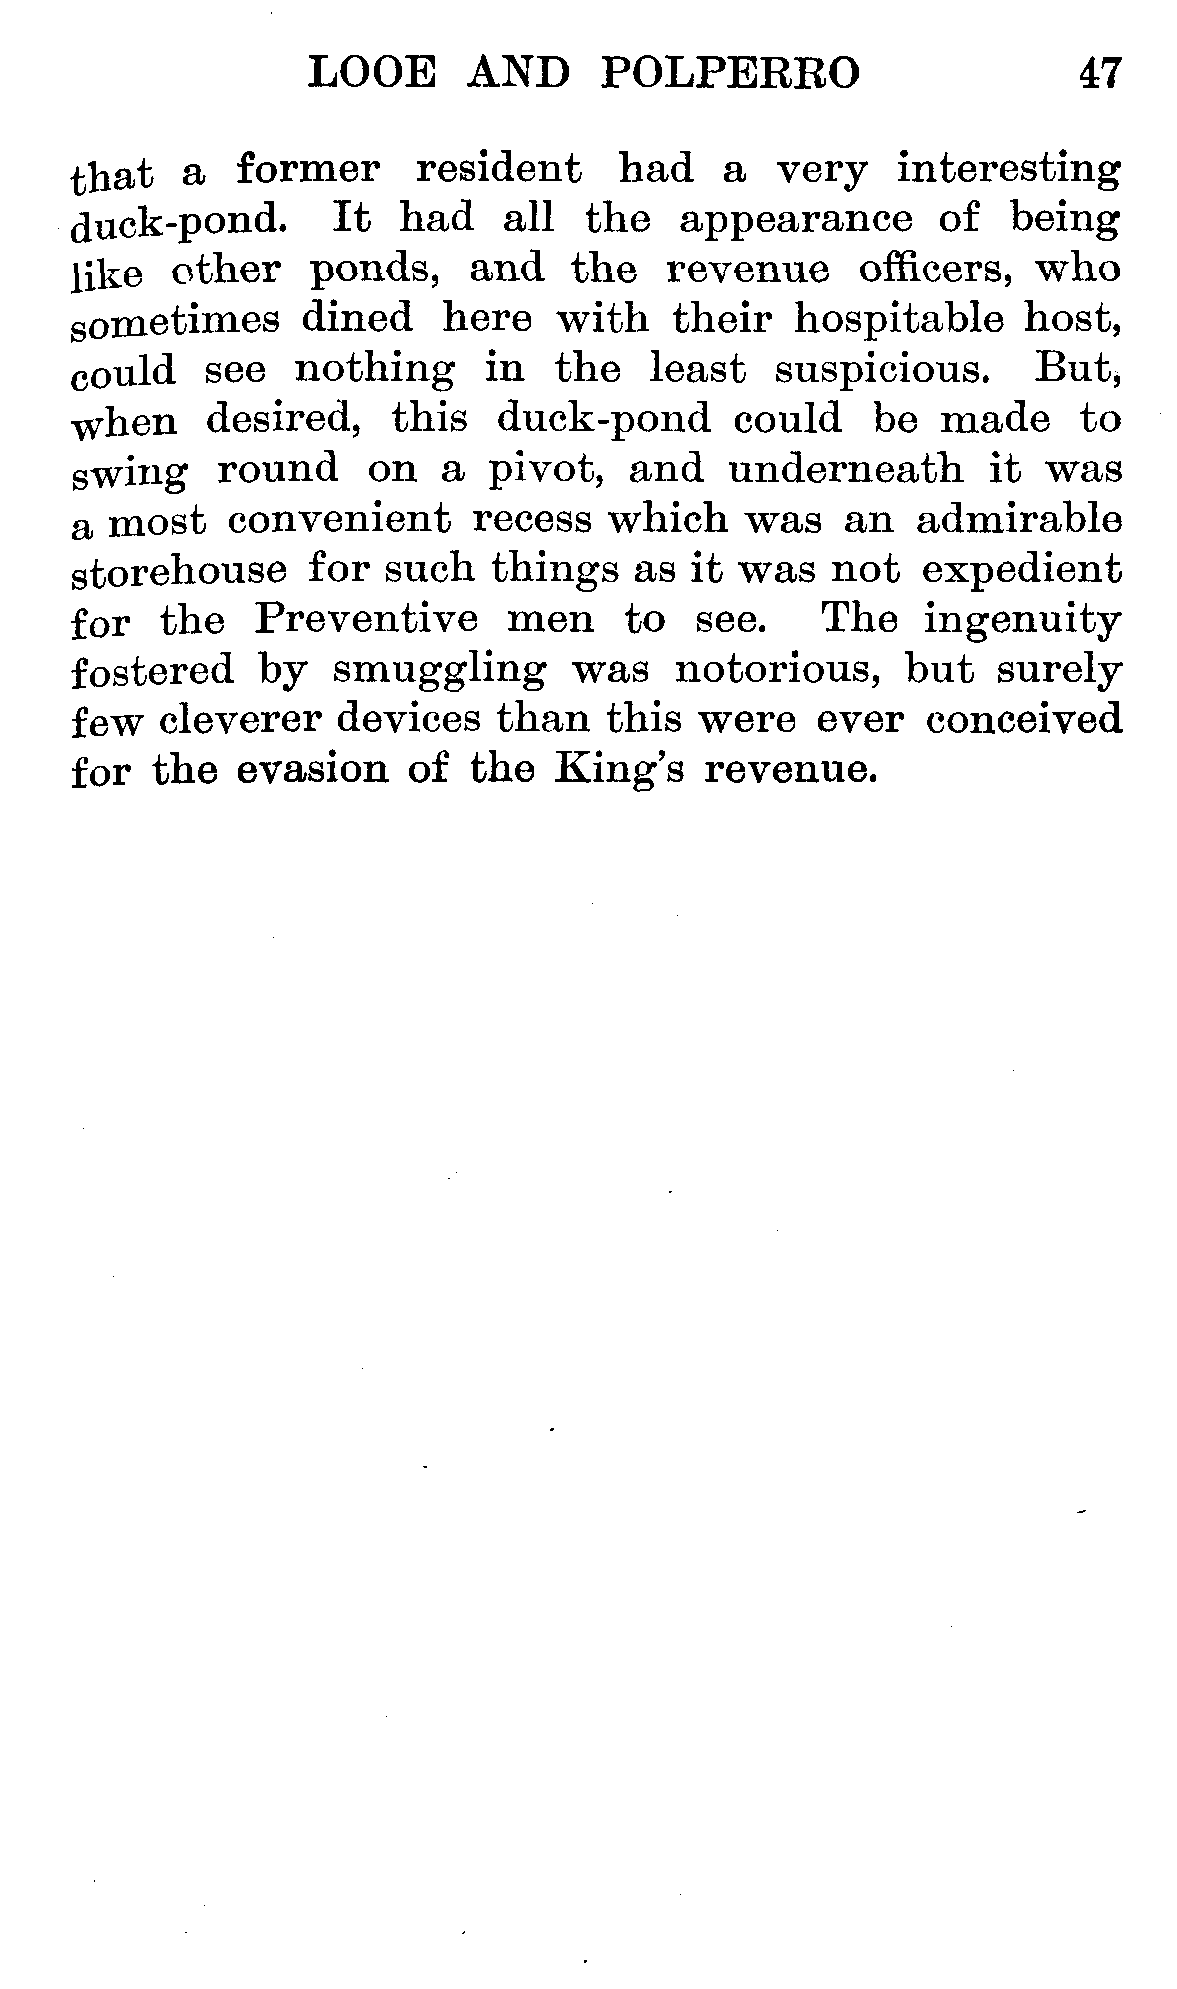 LOOE AND POLPERRO 47
that a former resident had a very interesting
duck-pond. It had all the appearance of being
like other ponds, and the revenue officers, who
sometimes dined here with their hospitable host,
could see nothing in the least suspicious. But,
when desired, this duck-pond could be made to
swing round on a pivot, and underneath it was
a most convenient recess which was an admirable
storehouse for such things as it was not expedient
for the Preventive men to see. The ingenuity
fostered by smuggling was notorious, but surely
few cleverer devices than this were ever conceived
for the evasion of the King's revenue.